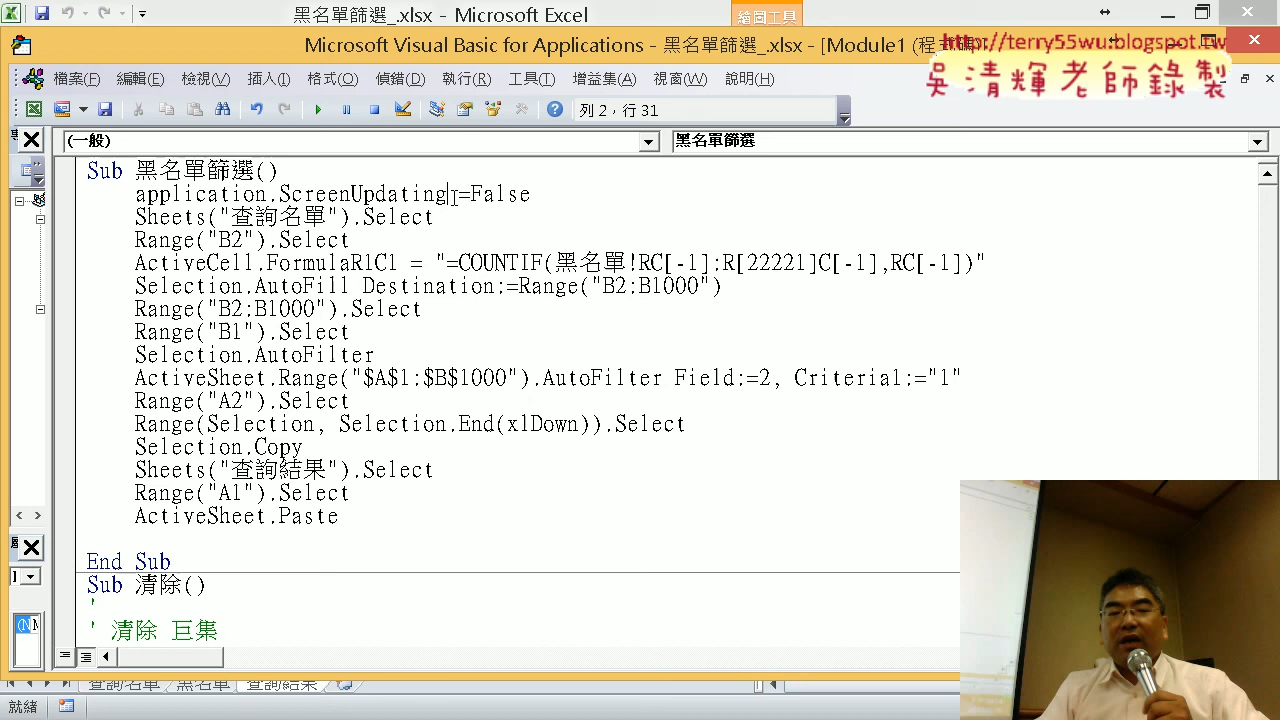 黑名單篩選_.xlsx - Microsoft Excel
繪圖工具
Microsoft Visual Basic for Applications - 黑名單篩選_.xlsx - [Module1 (程式碼)]
http://terry55wu.blogspot.tw
吳清輝老師錄製
檔案(F) 編輯(E) 檢視(V) 插入(I) 格式(O) 偵錯(D) 執行(R) 工具(T) 增益集(A) 視窗(W) 說明(H)
列 2，行 31
(一般) 黑名單篩選
Sub 黑名單篩選()
application.ScreenUpdating =False
Sheets("查詢名單").Select
Range("B2").Select
ActiveCell.FormulaR1C1 = "=COUNTIF(黑名單!RC[-1]:R[22221]C[-1],RC[-1])"
Selection.AutoFill Destination:=Range("B2:B1000")
Range("B2:B1000").Select
Range("B1").Select
Selection.AutoFilter
ActiveSheet.Range("$A$1:$B$1000").AutoFilter Field:=2, Criteria1:="1"
Range("A2").Select
Range(Selection, Selection.End(xlDown)).Select
Selection.Copy
Sheets("查詢結果").Select
Range("A1").Select
ActiveSheet.Paste
End Sub
Sub 清除()
'
' 清除 巨集
查詢名單 黑名單 查詢結果
就緒